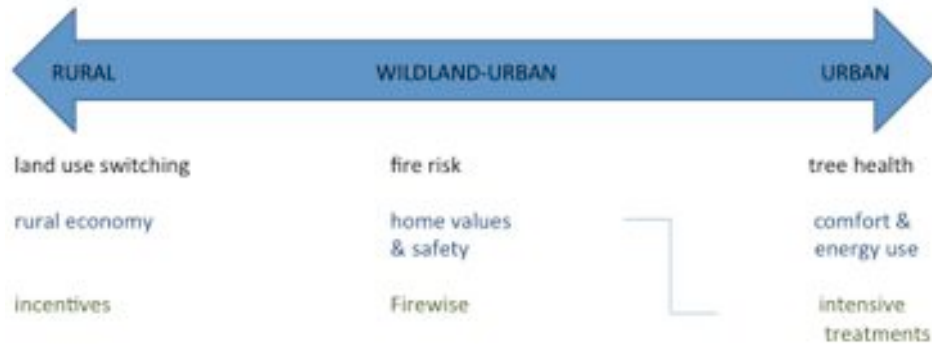 RURAL WILDLAND-URBAN URBAN
land use switching fire risk tree health
rural economy home values comfort &
& safety energy use
incentives Firewise intensive
treatments